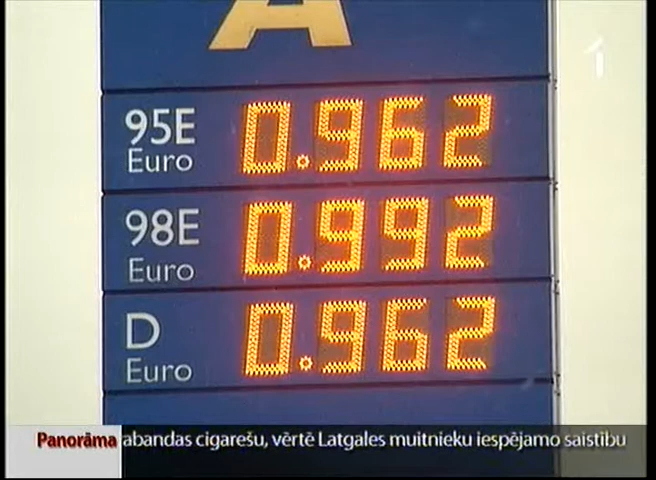 A
95E 0.962
Euro
98E 0.992
Euro
D 0.962
Euro
1
Panorāma abandas cigarešu, vērtē Latgales muitnieku iespējamo saistību